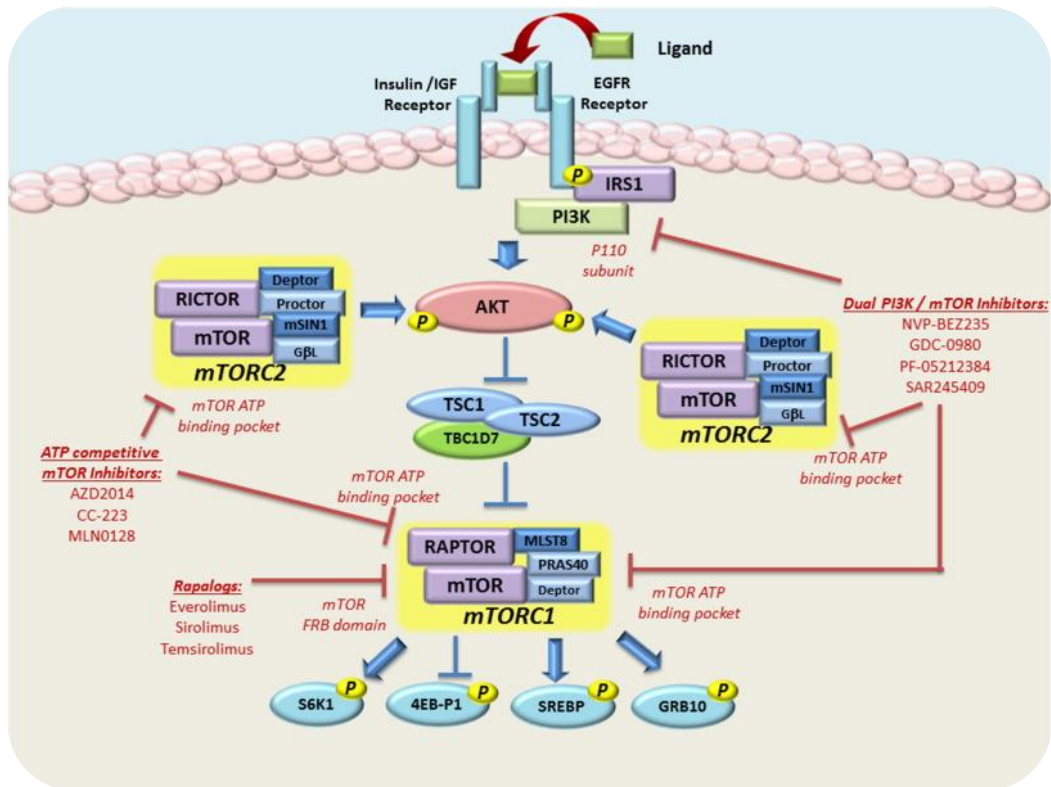 Ligand
Insulin /IGF
Receptor
EGFR
Receptor
P
IRS1
PI3K
P110
subunit
Deptor
RICTOR
Proctor
mSIN1
mTOR
GβL
mTORC2
AKT
P
P
Dual PI3K / mTOR Inhibitors:
NVP-BEZ235
GDC-0980
PF-05212384
SAR245409
Deptor
RICTOR
Proctor
mSIN1
mTOR
GβL
mTORC2
mTOR ATP
binding pocket
TSC1
TSC2
TBC1D7
ATP competitive
mTOR Inhibitors:
AZD2014
CC-223
MLN0128
mTOR ATP
binding pocket
mTOR ATP
binding pocket
RAPTOR
MLST8
PRAS40
mTOR
Deptor
mTORC1
Rapalogs:
Everolimus
Sirolimus
Temsirolimus
mTOR
FRB domain
mTOR ATP
binding pocket
S6K1
P
4EB-P1
P
SREBP
P
GRB10
P